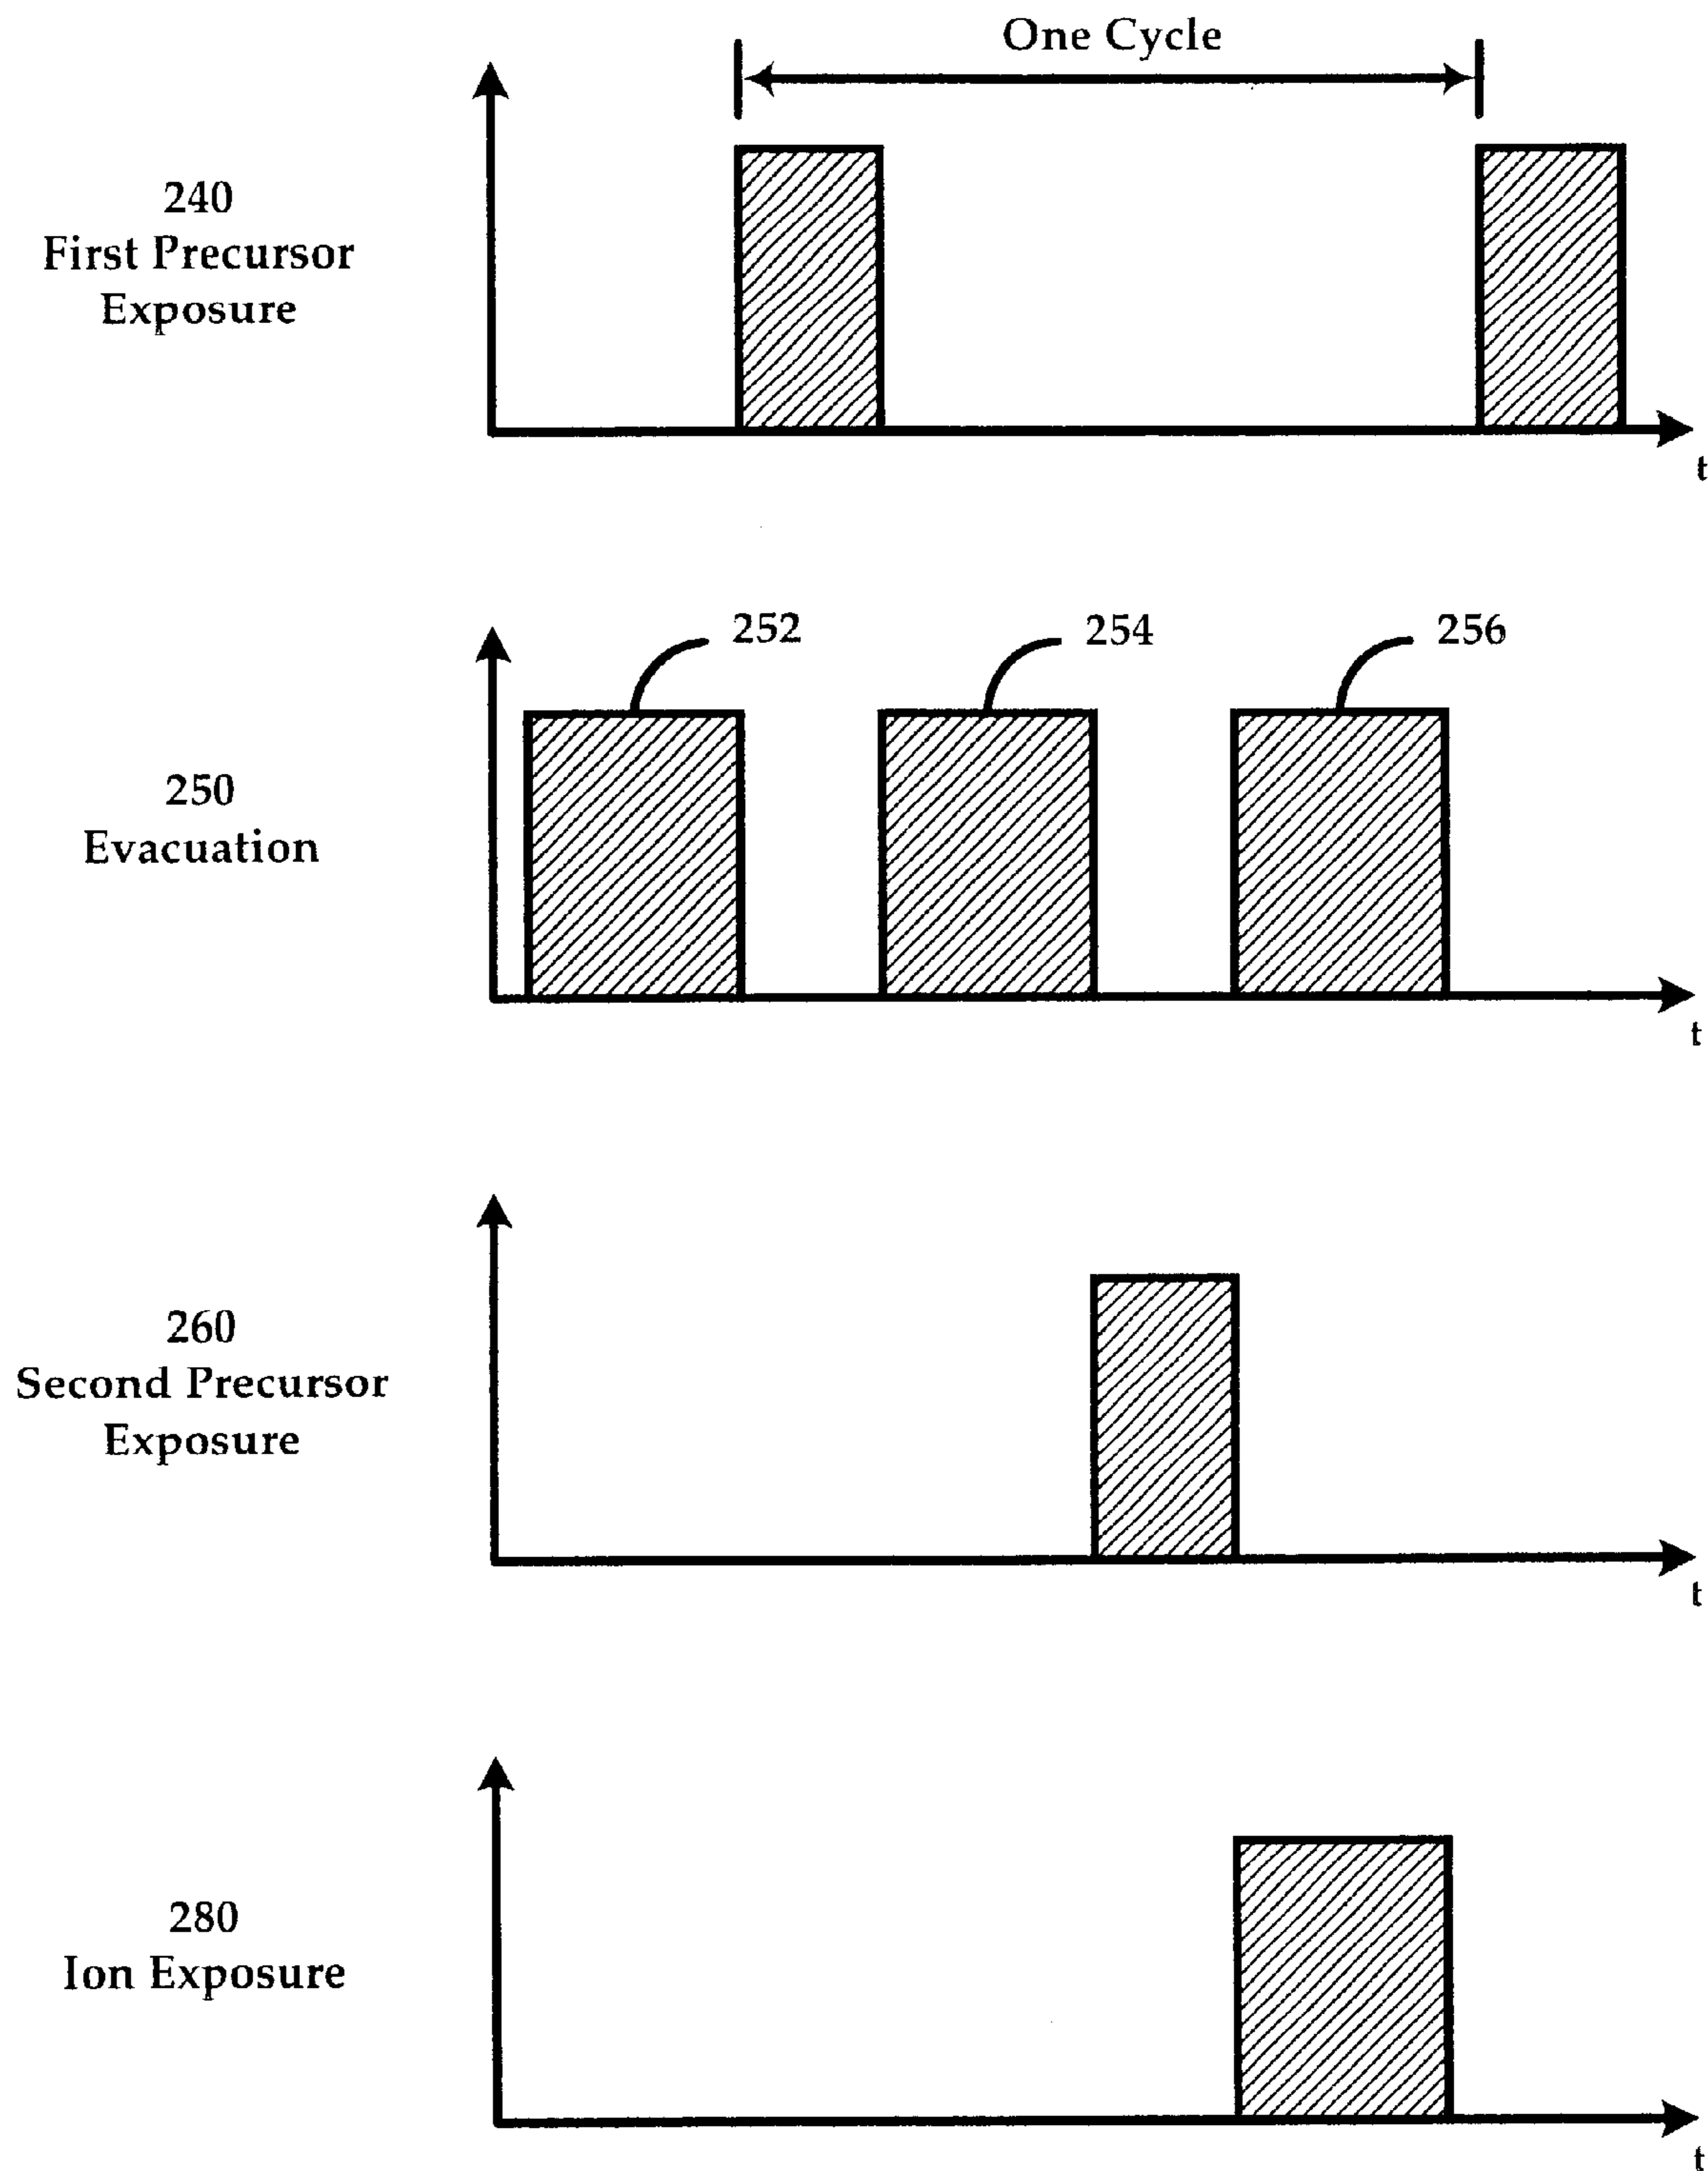 One Cycle
240
First Precursor
Exposure
t
252
254
256
250
Evacuation
t
260
Second Precursor
Exposure
t
280
Ion Exposure
t